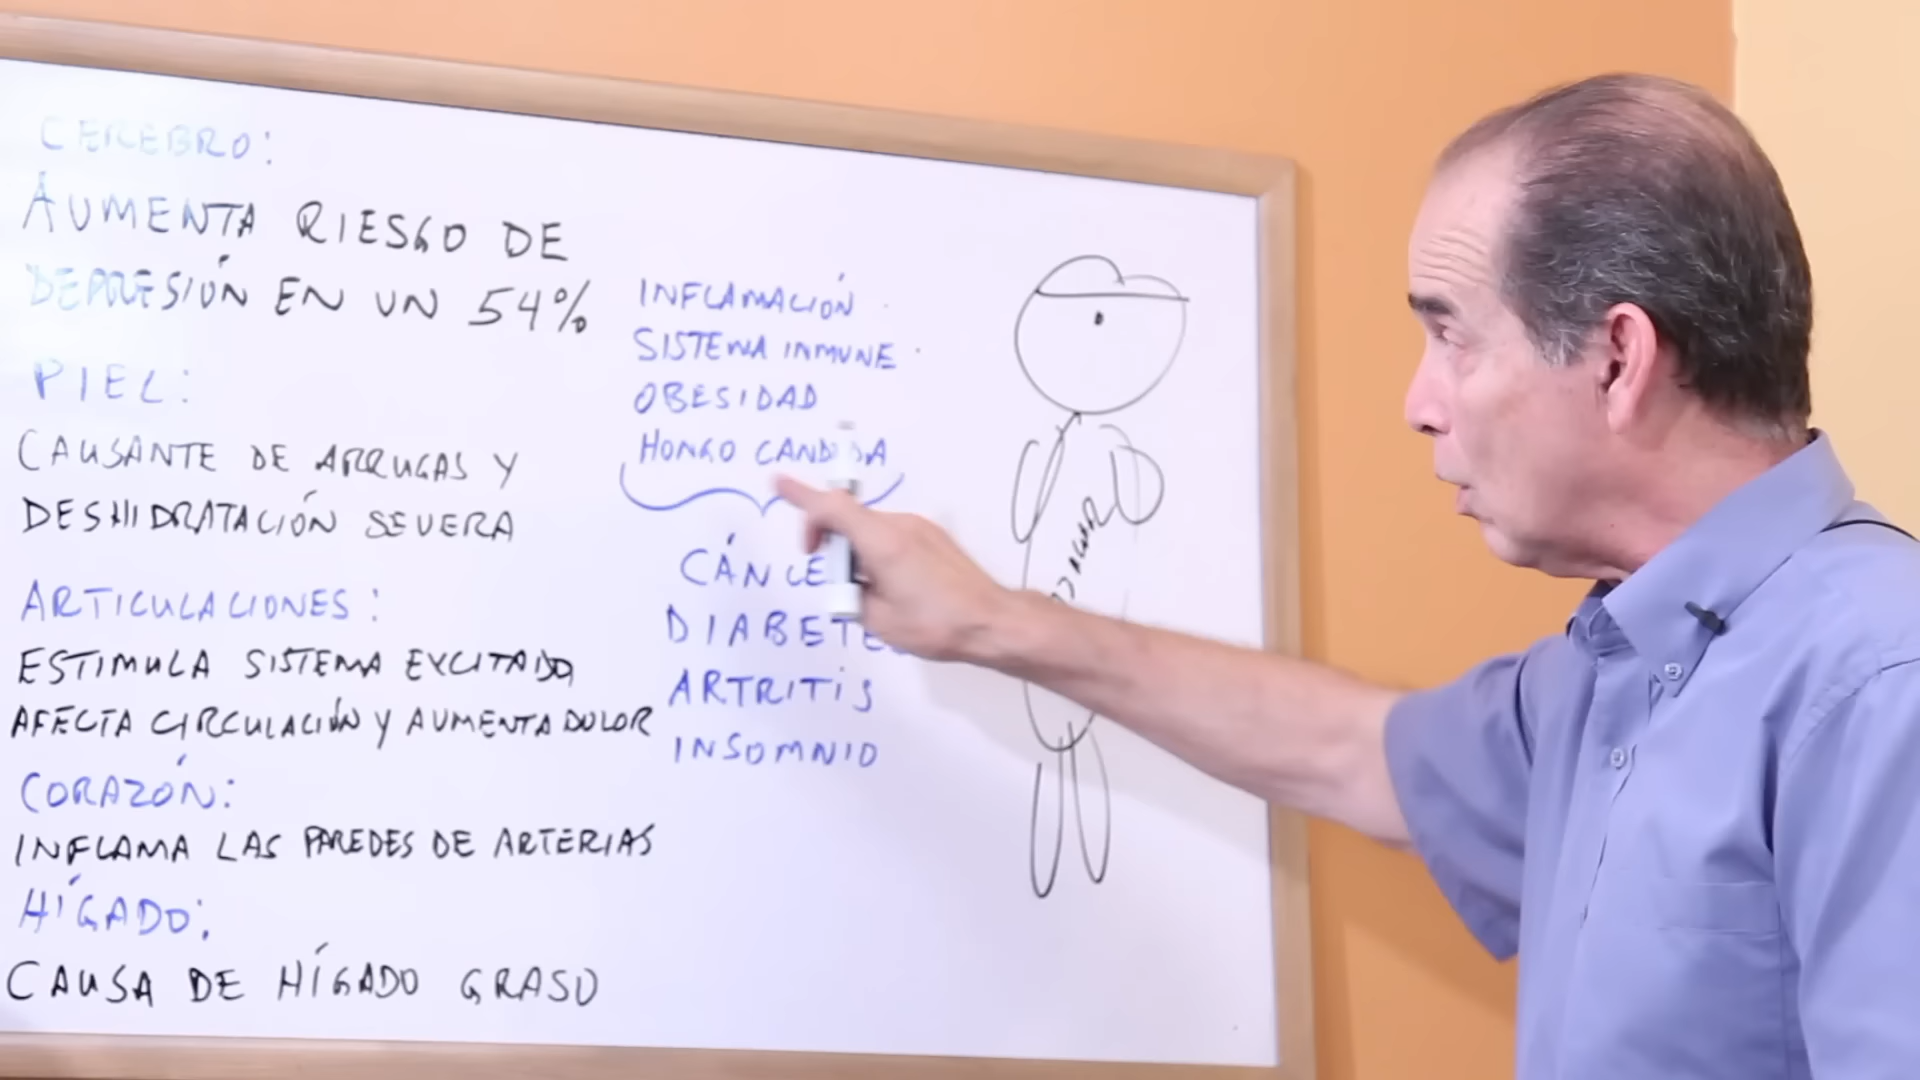 CEREBRO:
AUMENTA RIESGO DE
DEPRESIÓN EN UN 54%
PIEL:
CAUSANTE DE ARRUGAS Y
DESHIDRATACIÓN SEVERA
ARTICULACIONES:
ESTIMULA SISTEMA EXCITADO
AFECTA CIRCULACIÓN Y AUMENTA DOLOR
CORAZÓN:
INFLAMA LAS PAREDES DE ARTERIAS
HÍGADO:
CAUSA DE HÍGADO GRASO
INFLAMACIÓN
SISTEMA INMUNE
OBESIDAD
HONGO CANDIDA
CÁNCE
DIABETE
ARTRITIS
INSOMNIO